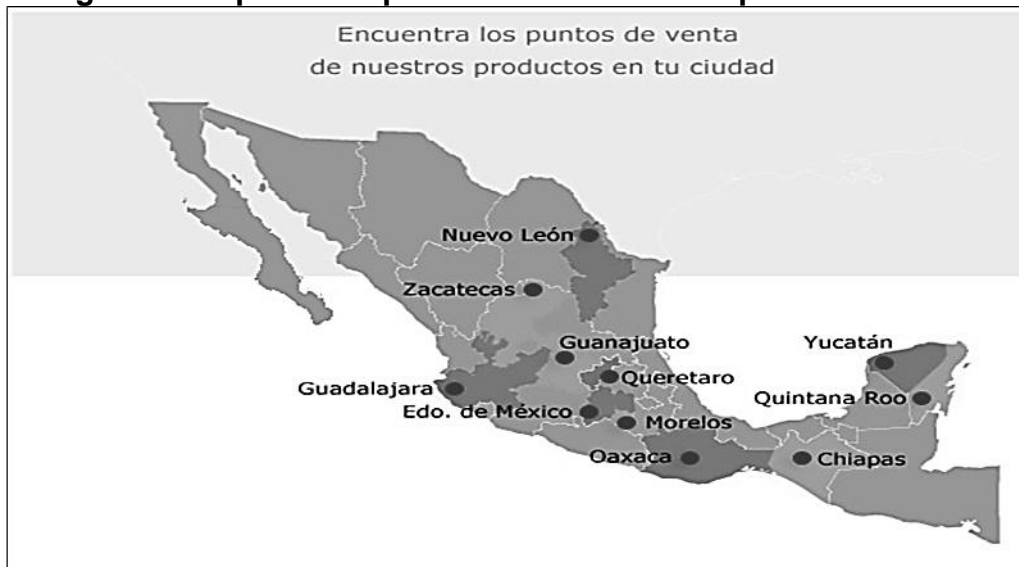 Encuentra los puntos de venta
de nuestros productos en tu ciudad
Nuevo León
Zacatecas
Guanajuato
Yucatán
Queretaro
Guadalajara
Quintana Roo
Edo. de México
Morelos
Oaxaca
Chiapas